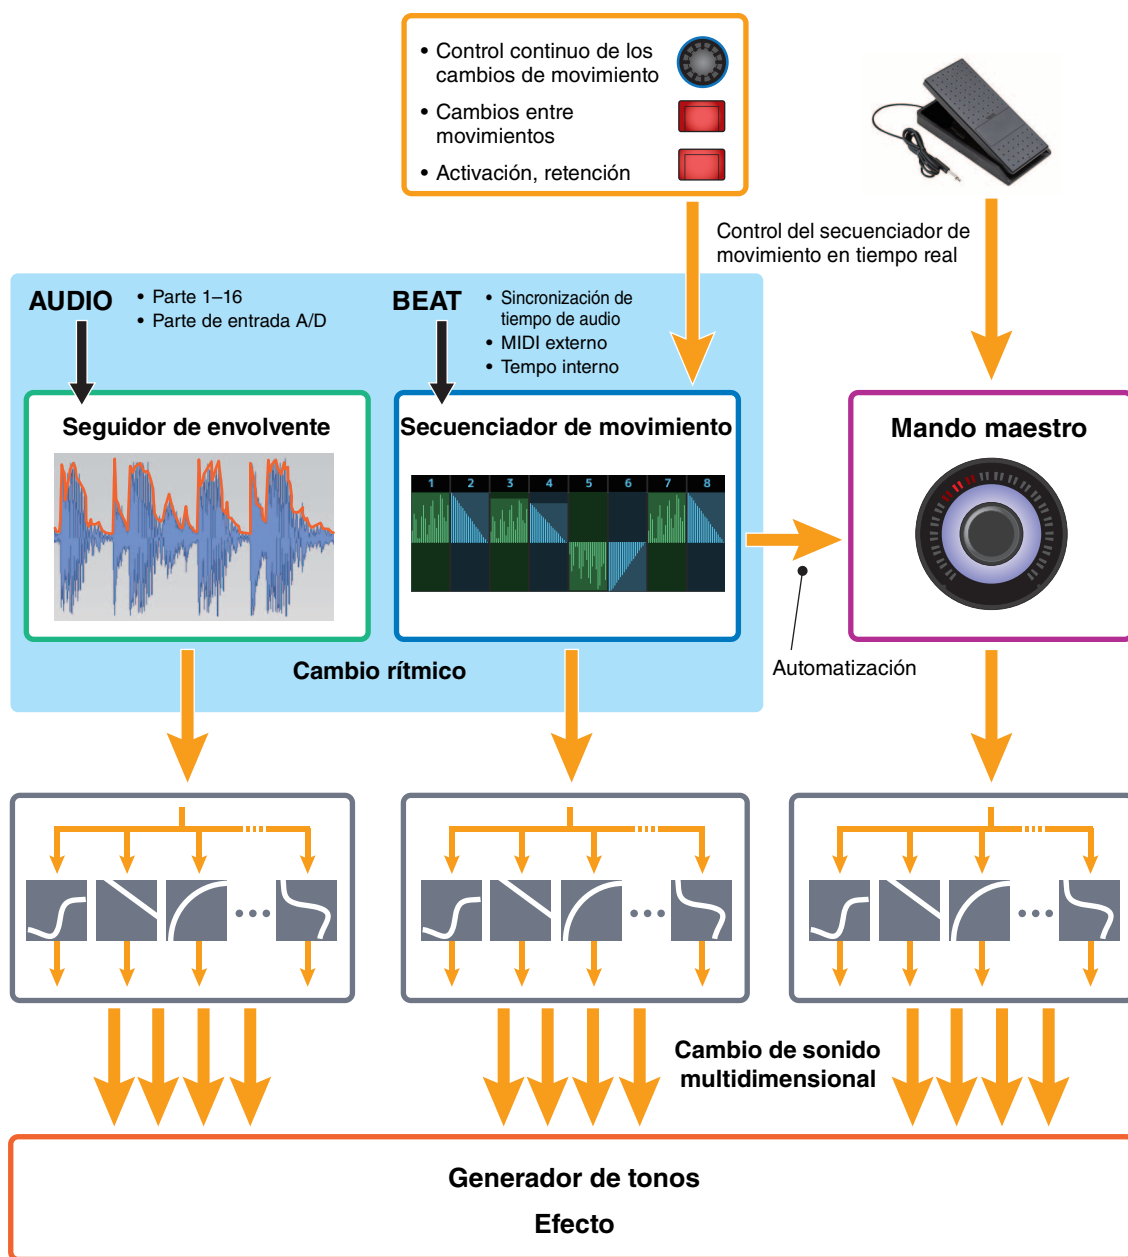 • Control continuo de los
cambios de movimiento
• Cambios entre
movimientos
• Activación, retención
Control del secuenciador de
movimiento en tiempo real
AUDIO
• Parte 1–16
• Parte de entrada A/D
BEAT
• Sincronización de
tiempo de audio
• MIDI externo
• Tempo interno
Seguidor de envolvente
Secuenciador de movimiento
1 2 3 4 5 6 7 8
Mando maestro
Cambio rítmico
Automatización
Cambio de sonido
multidimensional
Generador de tonos
Efecto